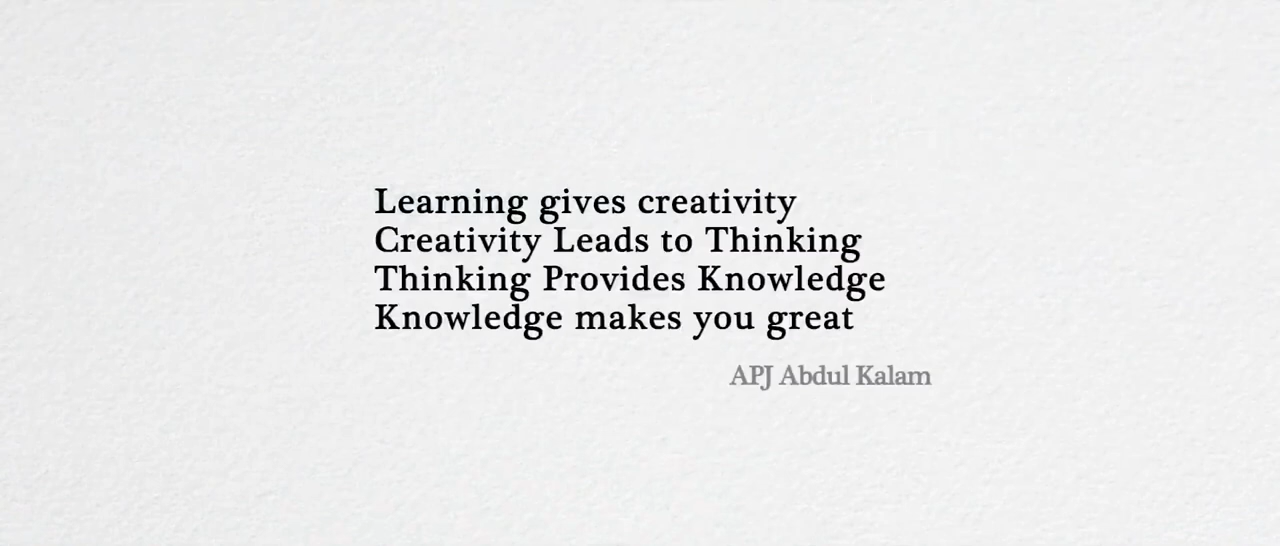 Learning gives creativity
Creativity Leads to Thinking
Thinking Provides Knowledge
Knowledge makes you great
APJ Abdul Kalam